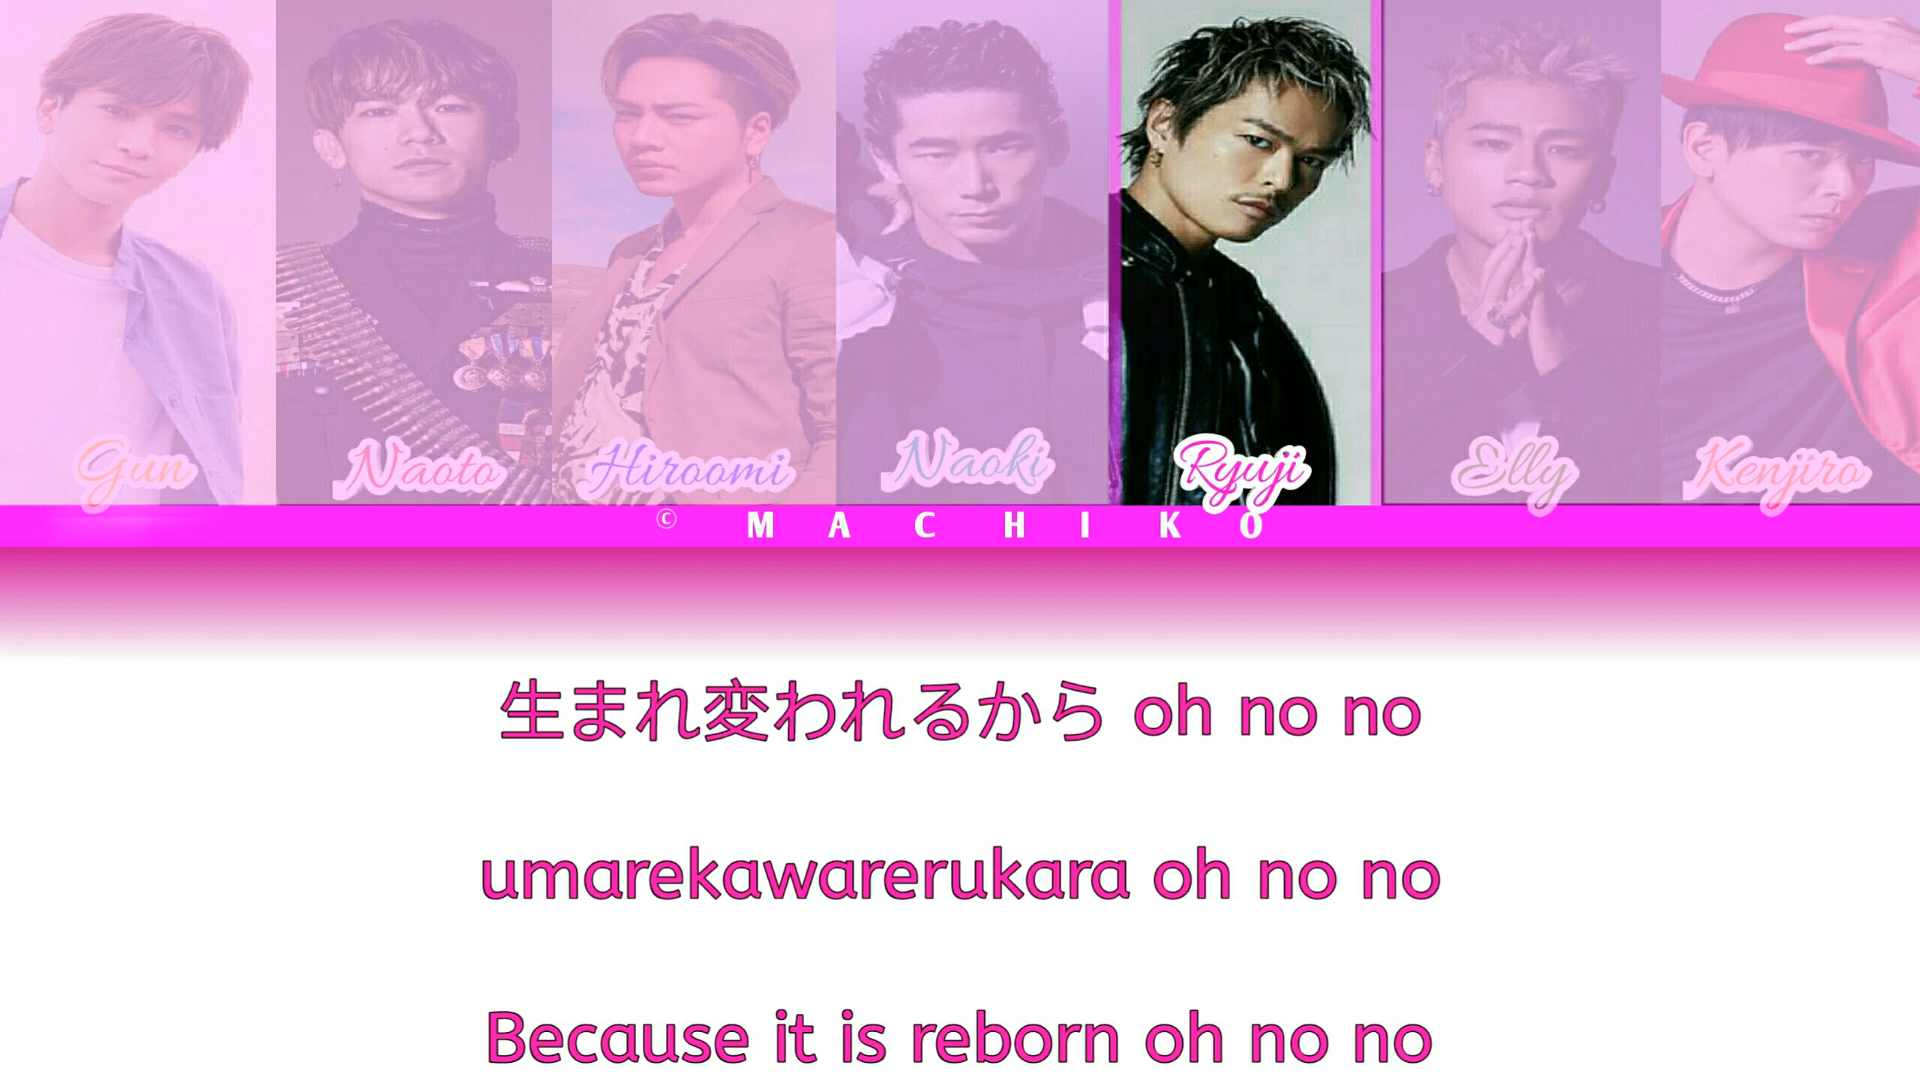 Gun Naoto Hiroomi Naoki Ryuji Elly Kenjiro
© MACHIKO
生まれ変われるから oh no no
umarekawarerukara oh no no
Because it is reborn oh no no